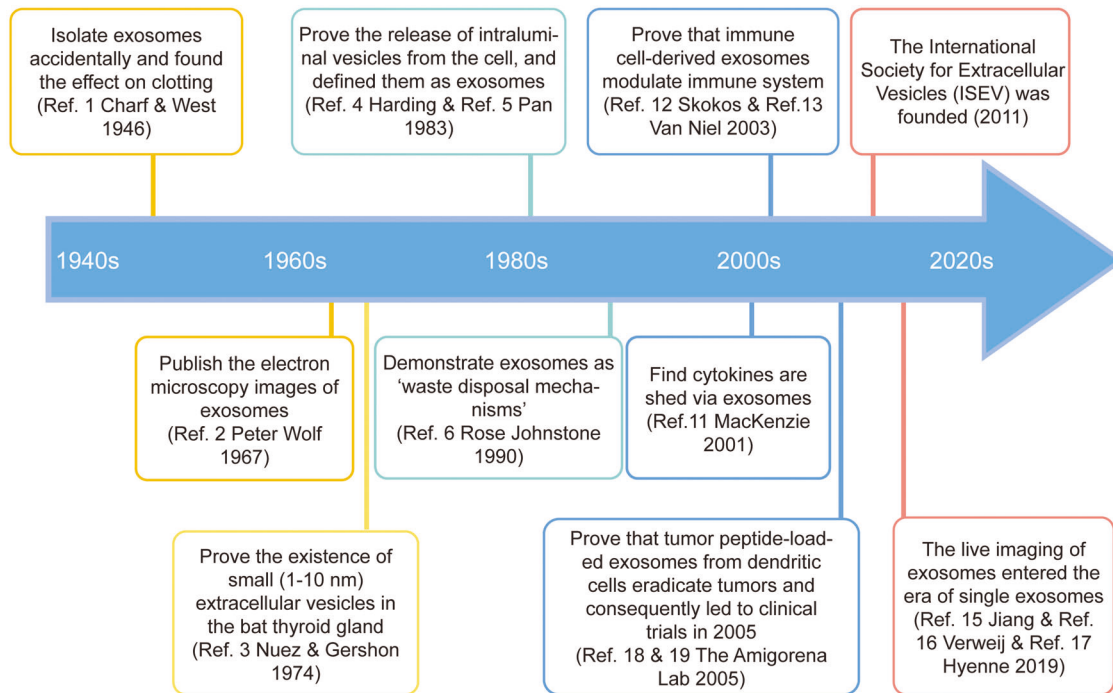 Isolate exosomes
accidentally and found
the effect on clotting
(Ref. 1 Charf & West
1946)
Prove the release of intralumi-
nal vesicles from the cell, and
defined them as exosomes
(Ref. 4 Harding & Ref. 5 Pan
1983)
Prove that immune
cell-derived exosomes
modulate immune system
(Ref. 12 Skokos & Ref.13
Van Niel 2003)
The International
Society for Extracellular
Vesicles (ISEV) was
founded (2011)
1940s
1960s
1980s
2000s
2020s
Publish the electron
microscopy images of
exosomes
(Ref. 2 Peter Wolf
1967)
Demonstrate exosomes as
‘waste disposal mecha-
nisms’
(Ref. 6 Rose Johnstone
1990)
Find cytokines are
shed via exosomes
(Ref.11 MacKenzie
2001)
Prove the existence of
small (1-10 nm)
extracellular vesicles in
the bat thyroid gland
(Ref. 3 Nuez & Gershon
1974)
Prove that tumor peptide-load-
ed exosomes from dendritic
cells eradicate tumors and
consequently led to clinical
trials in 2005
(Ref. 18 & 19 The Amigorena
Lab 2005)
The live imaging of
exosomes entered the
era of single exosomes
(Ref. 15 Jiang & Ref.
16 Verweij & Ref. 17
Hyenne 2019)